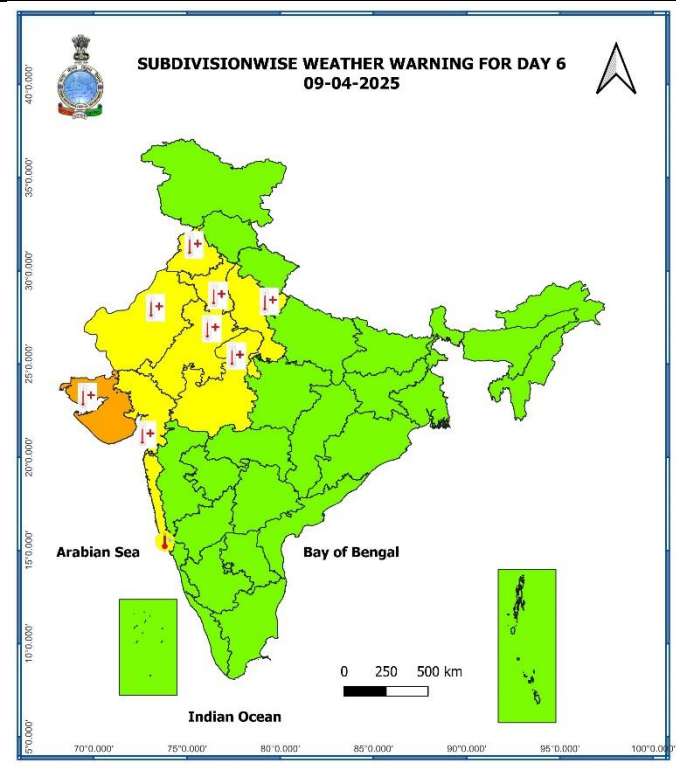 SUBDIVISIONWISE WEATHER WARNING FOR DAY 6
09-04-2025
40°0.000'
35°0.000'
30°0.000'
25°0.000'
20°0.000'
15°0.000'
10°0.000'
5°0.000'
Arabian Sea
Bay of Bengal
0 250 500 km
Indian Ocean
70°0.000' 75°0.000' 80°0.000' 85°0.000' 90°0.000' 95°0.000' 100°0.000'